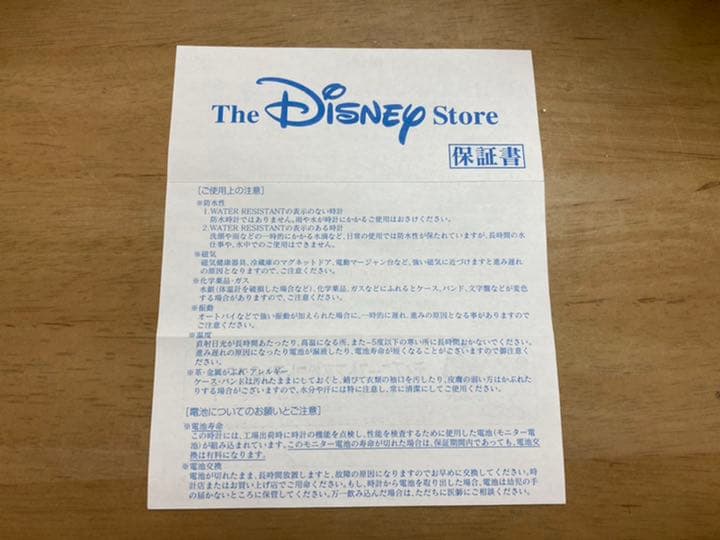 The Disney Store
保証書
[ご使用上の注意]
※防水性
1.WATER RESISTANTの表示のない時計
防水時計ではありません。雨や水が時計にかかるご使用はおさけください。
2.WATER RESISTANTの表示のある時計
洗顔や雨などの一時的にかかる水滴など、日常の使用では防水性が保たれていますが、長時間の水
仕事や、水中でのご使用はできません。
※磁気
磁気健康器具、冷蔵庫のマグネットドア、電動マージャン台など、強い磁気に近づけますと進み遅れ
の原因となりますので、ご注意ください。
※化学薬品・ガス
水銀(体温計を破損した場合など)、化学薬品、ガスなどにふれるとケース、バンド、文字盤などが変色
する場合がありますので、ご注意ください。
※振動
オートバイなどで強い振動が加えられた場合に、一時的に遅れ、進みの原因となる事がありますので
ご注意ください。
※温度
直射日光が長時間あたったり、高温になる所、また−5度以下の寒い所に長時間おかないでください。
進み遅れの原因になったり電池が漏液したり、電池寿命が短くなることがございますので御注意く
ださい。
※革・金属かぶれ・アレルギー
ケース・バンドは汚れたままにしておくと、錆びて衣類の袖口を汚したり、皮膚の弱い方はかぶれた
りする場合がございますので、水分や汗には特に注意し、常に清潔にしてご使用ください。
[電池についてのお願いとご注意]
※電池寿命
この時計には、工場出荷時に時計の機能を点検し、性能を検査するために使用した電池(モニター電
池)が組み込まれています。このモニター電池の寿命が切れた場合は、保証期間内であっても、電池交
換は有料になります。
※電池交換
電池が切れたまま、長時間放置しますと、故障の原因になりますのでお早めに交換してください。時
計店またはお買い上げ店でご用命ください。もし、時計から電池を取り出した場合、電池は幼児の手
の届かないところに保管してください。万一飲み込んだ場合は、ただちに医師にご相談ください。